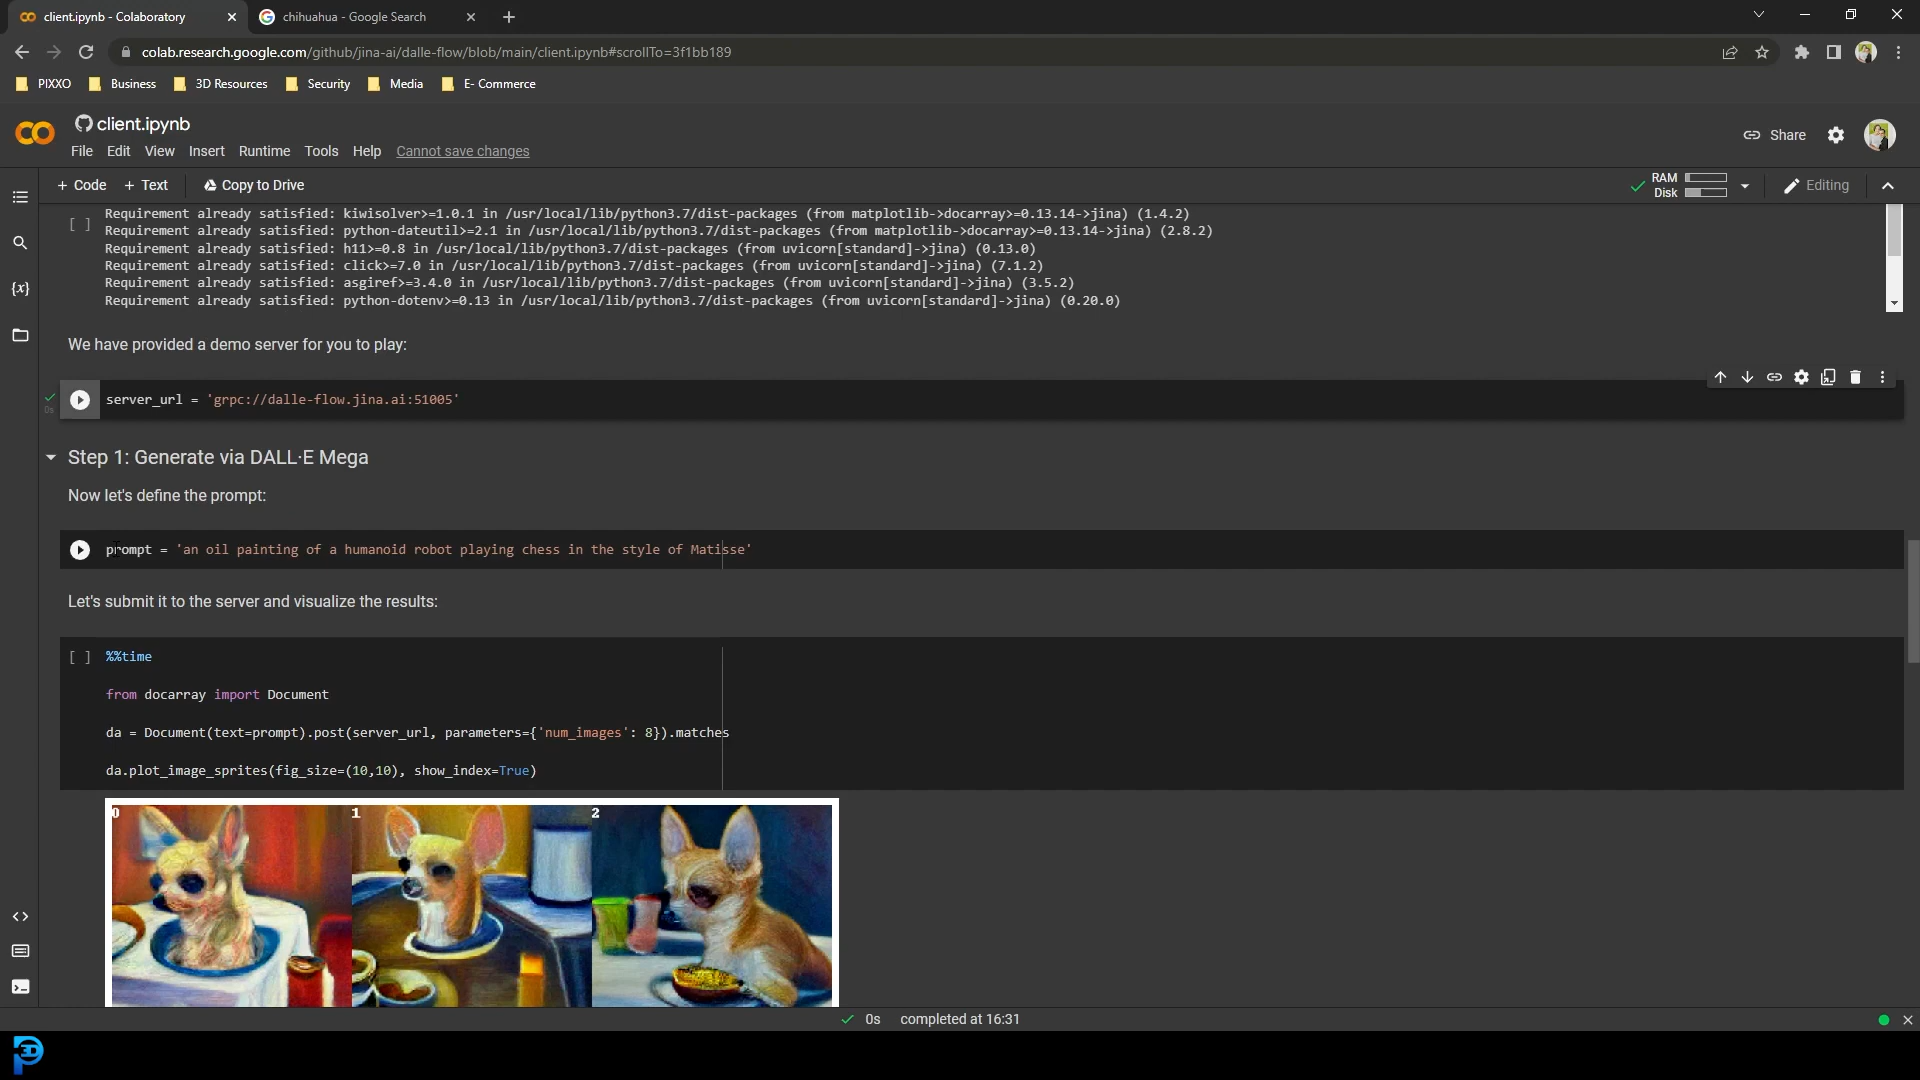 client.ipynb - Colaboratory
chihuahua - Google Search
colab.research.google.com/github/jina-ai/dalle-flow/blob/main/client.ipynb#scrollTo=3f1bb189
PIXXO Business 3D Resources Security Media E- Commerce
client.ipynb
File Edit View Insert Runtime Tools Help Cannot save changes
Share
+ Code + Text Copy to Drive
RAM
Disk
Editing
Requirement already satisfied: kiwisolver>=1.0.1 in /usr/local/lib/python3.7/dist-packages (from matplotlib->docarray>=0.13.14->jina) (1.4.2)
[ ] Requirement already satisfied: python-dateutil>=2.1 in /usr/local/lib/python3.7/dist-packages (from matplotlib->docarray>=0.13.14->jina) (2.8.2)
Requirement already satisfied: h11>=0.8 in /usr/local/lib/python3.7/dist-packages (from uvicorn[standard]->jina) (0.13.0)
Requirement already satisfied: click>=7.0 in /usr/local/lib/python3.7/dist-packages (from uvicorn[standard]->jina) (7.1.2)
Requirement already satisfied: asgiref>=3.4.0 in /usr/local/lib/python3.7/dist-packages (from uvicorn[standard]->jina) (3.5.2)
Requirement already satisfied: python-dotenv>=0.13 in /usr/local/lib/python3.7/dist-packages (from uvicorn[standard]->jina) (0.20.0)
{x}
We have provided a demo server for you to play:
0s
server_url = 'grpc://dalle-flow.jina.ai:51005'
Step 1: Generate via DALL·E Mega
Now let's define the prompt:
prompt = 'an oil painting of a humanoid robot playing chess in the style of Matisse'
Let's submit it to the server and visualize the results:
[ ] %%time
from docarray import Document
da = Document(text=prompt).post(server_url, parameters={'num_images': 8}).matches
da.plot_image_sprites(fig_size=(10,10), show_index=True)
0 1 2
0s completed at 16:31
3D